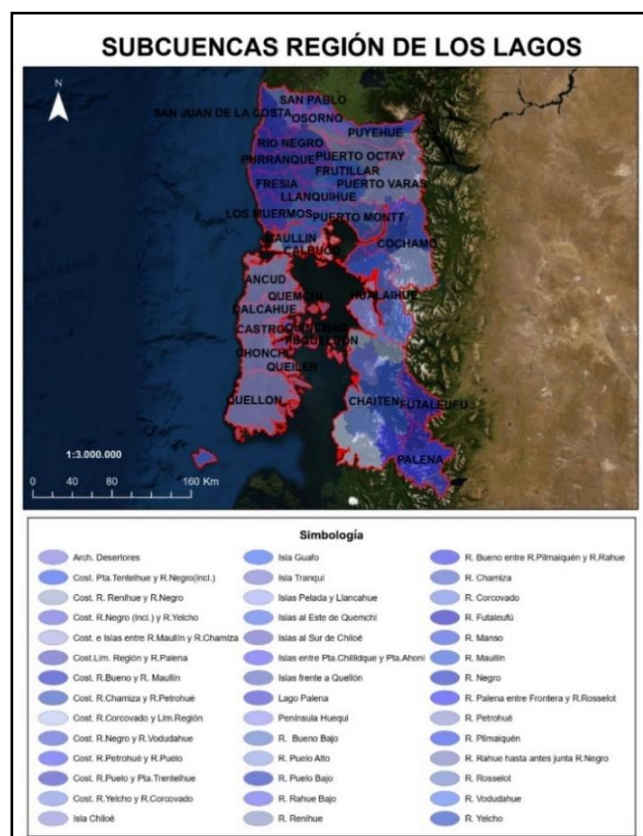 SUBCUENCAS REGIÓN DE LOS LAGOS
N
SAN PABLO
SAN JUAN DE LA COSTA
OSORNO
PUYEHUE
RIO NEGRO
PURRANQUE
PUERTO OCTAY
FRUTILLAR
FRESIA
PUERTO VARAS
LLANQUIHUE
LOS MUERMOS
PUERTO MONTT
MAULLIN
COCHAMO
CALBUCO
ANCUD
QUEMCHI
HUALAIHUE
DALCAHUE
CASTRO
QUINCHAO
PUQUELDON
CHONCHI
QUEILEN
QUELLON
CHAITEN
FUTALEUFU
PALENA
1:3.000.000
0 40 80 160 Km
Simbología
Arch. Desertores
Cost. Pta.Tentelhue y R.Negro(incl.)
Cost. R. Renihue y R.Negro
Cost. R.Negro (Incl.) y R.Yelcho
Cost. e Islas entre R.Maullín y R.Chamiza
Cost.Lim. Región y R.Palena
Cost. R.Bueno y R. Maullín
Cost. R.Chamiza y R.Petrohué
Cost. R.Corcovado y Lím.Región
Cost. R.Negro y R.Vodudahue
Cost. R.Petrohué y R.Puelo
Cost. R.Puelo y Pta.Trentelhue
Cost. R.Yelcho y R.Corcovado
Isla Chiloé
Isla Guafo
Isla Tranqui
Islas Pelada y Llancahue
Islas al Este de Quemchi
Islas al Sur de Chiloé
Islas entre Pta.Chillidque y Pta.Ahoni
Islas frente a Quellón
Lago Palena
Península Huequi
R. Bueno Bajo
R. Puelo Alto
R. Puelo Bajo
R. Rahue Bajo
R. Renihue
R. Bueno entre R.Pilmaiquén y R.Rahue
R. Chamiza
R. Corcovado
R. Futaleufú
R. Manso
R. Maullín
R. Negro
R. Palena entre Frontera y R.Rosselot
R. Petrohué
R. Pilmaiquén
R. Rahue hasta antes junta R.Negro
R. Rosselot
R. Vodudahue
R. Yelcho